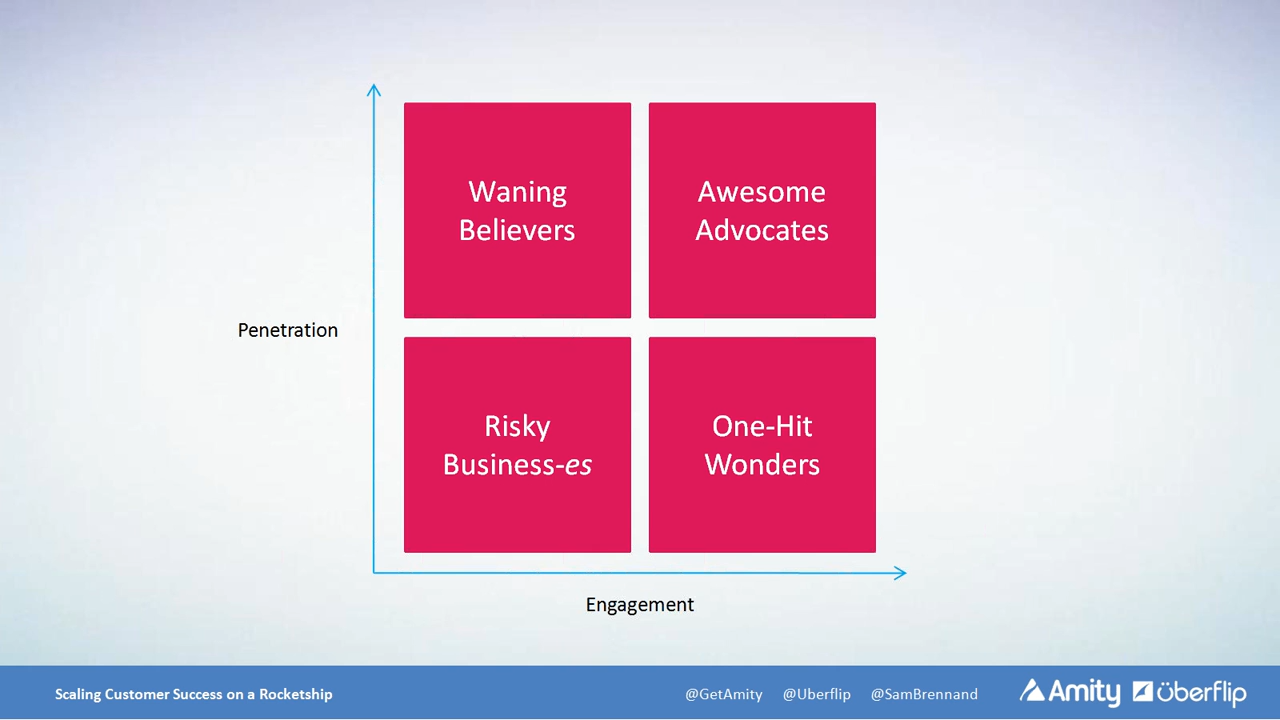 Waning
Believers
Awesome
Advocates
Penetration
Risky
Business-es
One-Hit
Wonders
Engagement
Scaling Customer Success on a Rocketship
@GetAmity @Uberflip @SamBrennand
Amity überflip